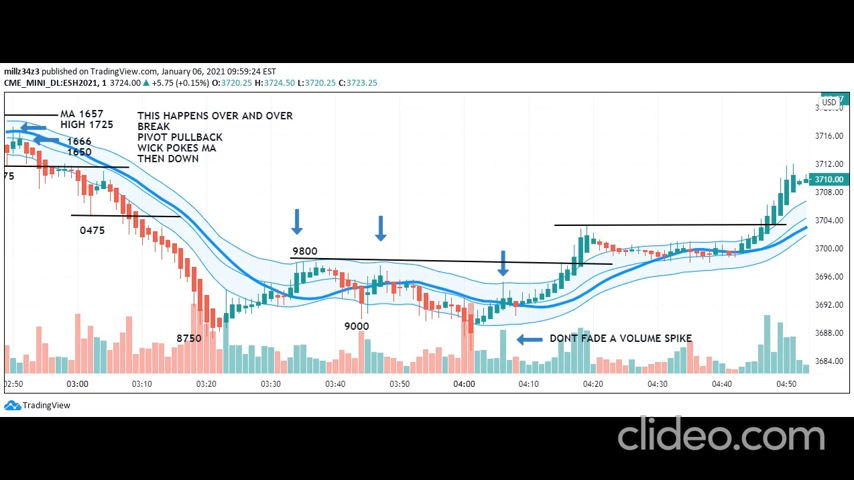 millz34z3 published on TradingView.com, January 06, 2021 09:59:24 EST
CME_MINI_DL:ESH2021, 1 3724.00 ▲ +5.75 (+0.15%) O:3720.25 H:3724.50 L:3720.25 C:3723.25
USD
MA 1657
HIGH 1725
1666
1650
THIS HAPPENS OVER AND OVER
BREAK
PIVOT PULLBACK
WICK POKES MA
THEN DOWN
3716.00
3712.00
3710.00
3704.00
3700.00
3696.00
3692.00
3688.00
3684.00
75
0475
9800
9000
8750
DONT FADE A VOLUME SPIKE
02:50 03:00 03:10 03:20 03:30 03:40 03:50 04:00 04:10 04:20 04:30 04:40 04:50
TradingView
clideo.com